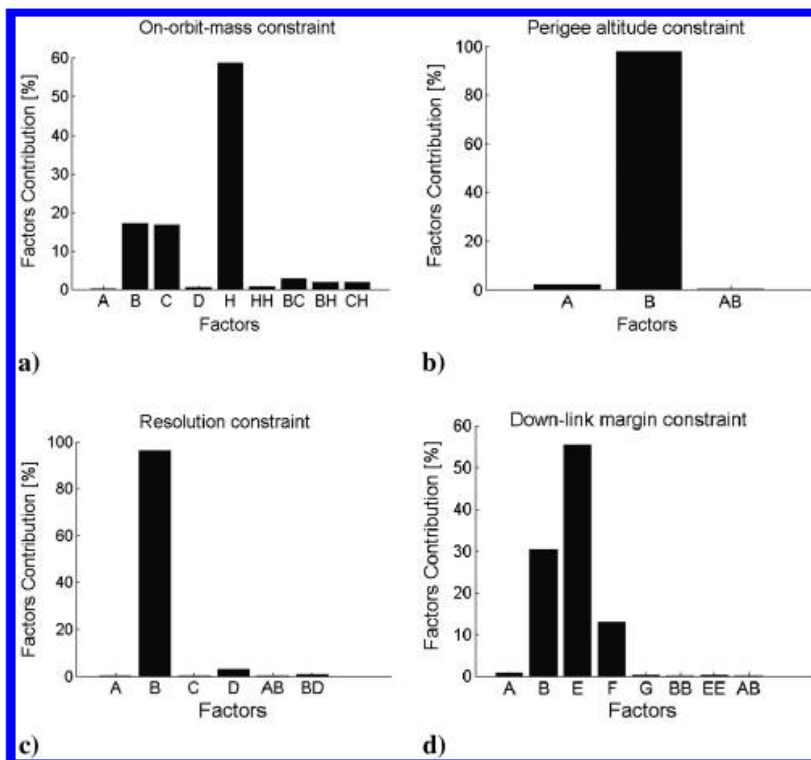 On-orbit-mass constraint
Factors Contribution [%]
60
50
40
30
20
10
0
A B C D H HH BC BH CH
Factors
a)
Perigee altitude constraint
Factors Contribution [%]
100
80
60
40
20
0
A B AB
Factors
b)
Resolution constraint
Factors Contribution [%]
100
80
60
40
20
0
A B C D AB BD
Factors
c)
Down-link margin constraint
Factors Contribution [%]
60
50
40
30
20
10
0
A B E F G BB EE AB
Factors
d)